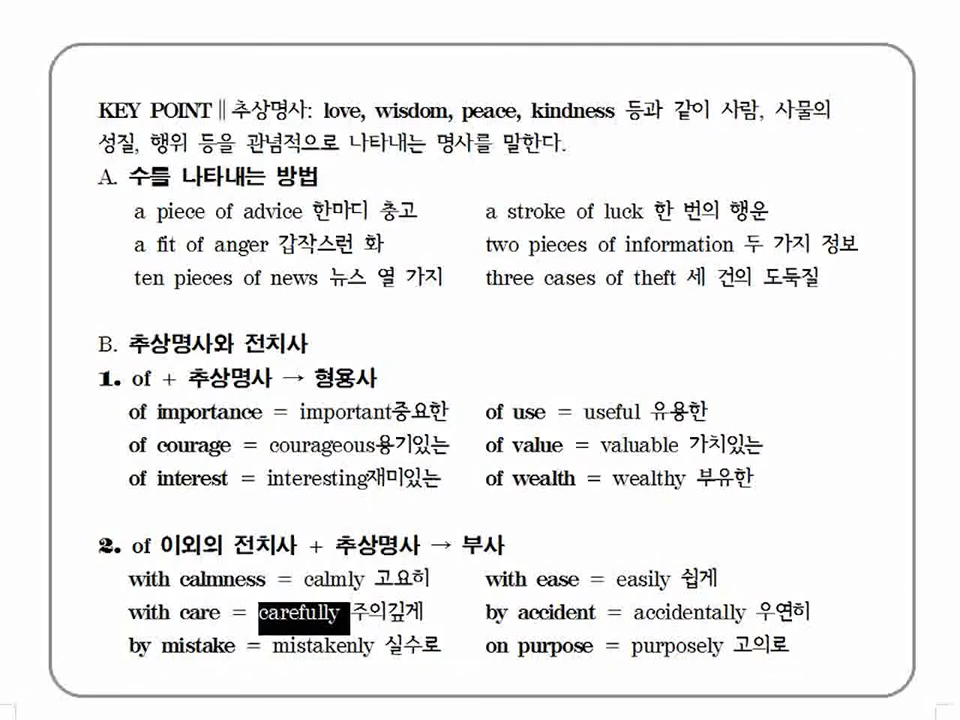 KEY POINT || 추상명사: love, wisdom, peace, kindness 등과 같이 사람, 사물의
성질, 행위 등을 관념적으로 나타내는 명사를 말한다.
A. 수를 나타내는 방법
a piece of advice 한마디 충고 a stroke of luck 한 번의 행운
a fit of anger 갑작스런 화 two pieces of information 두 가지 정보
ten pieces of news 뉴스 열 가지 three cases of theft 세 건의 도둑질
B. 추상명사와 전치사
1. of + 추상명사 → 형용사
of importance = important중요한 of use = useful 유용한
of courage = courageous용기있는 of value = valuable 가치있는
of interest = interesting재미있는 of wealth = wealthy 부유한
2. of 이외의 전치사 + 추상명사 → 부사
with calmness = calmly 고요히 with ease = easily 쉽게
with care = carefully 주의깊게 by accident = accidentally 우연히
by mistake = mistakenly 실수로 on purpose = purposely 고의로